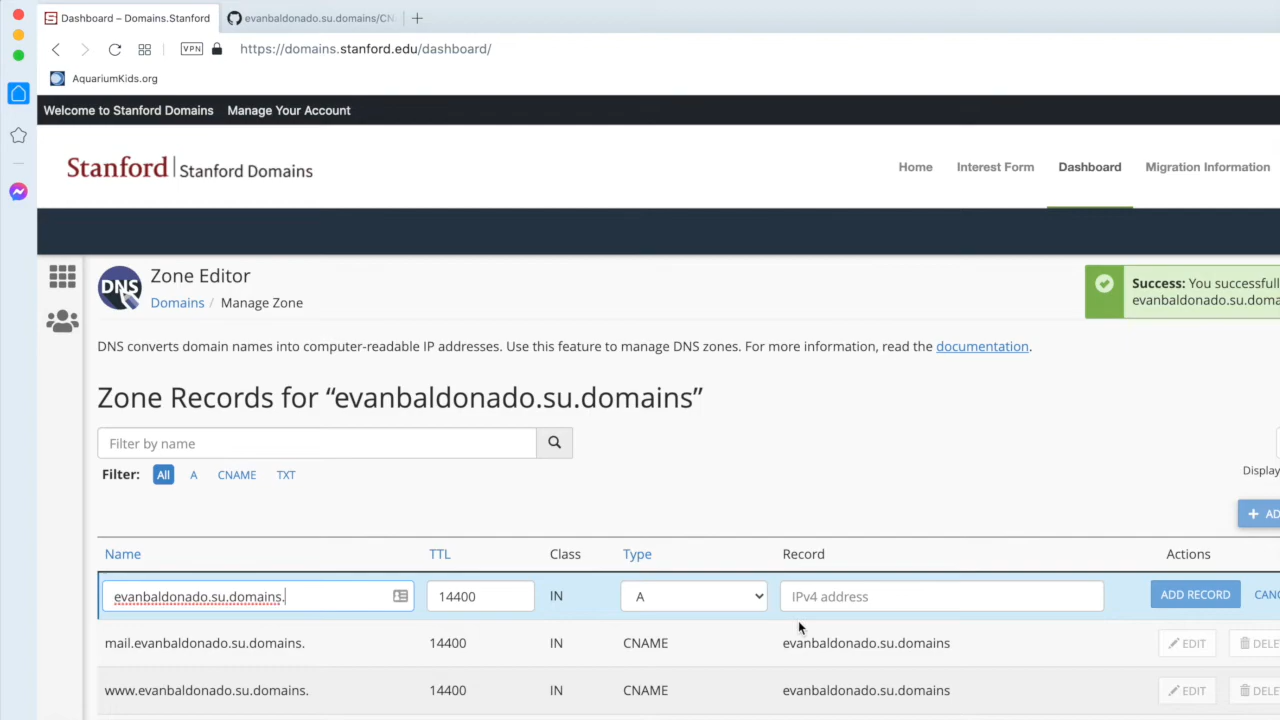 Dashboard – Domains.Stanford
evanbaldonado.su.domains/CN
VPN
https://domains.stanford.edu/dashboard/
AquariumKids.org
Welcome to Stanford Domains
Manage Your Account
Stanford | Stanford Domains
Home
Interest Form
Dashboard
Migration Information
DNS
Zone Editor
Domains / Manage Zone
Success: You successfull
evanbaldonado.su.doma
DNS converts domain names into computer-readable IP addresses. Use this feature to manage DNS zones. For more information, read the documentation.
Zone Records for “evanbaldonado.su.domains”
Filter by name
Filter: All A CNAME TXT
Display
+ AD
Name TTL Class Type Record Actions
evanbaldonado.su.domains. 14400 IN A IPv4 address ADD RECORD CANC
mail.evanbaldonado.su.domains. 14400 IN CNAME evanbaldonado.su.domains EDIT DELE
www.evanbaldonado.su.domains. 14400 IN CNAME evanbaldonado.su.domains EDIT DELE